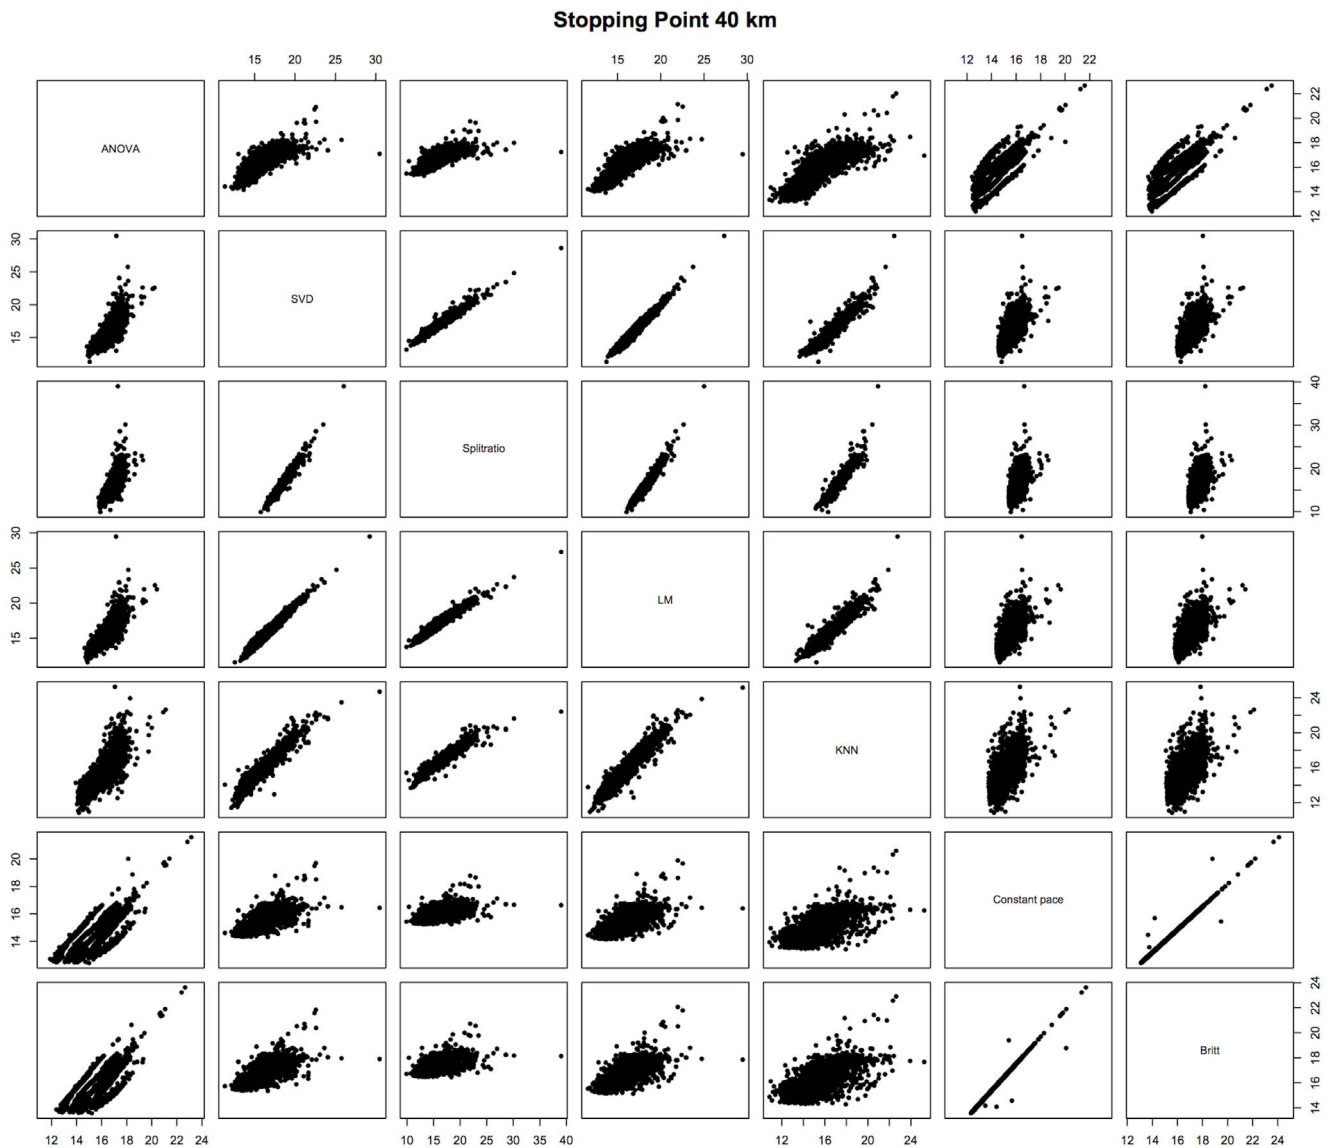 Stopping Point 40 km
15 20 25 30
15 20 25 30
12 14 16 18 20 22
ANOVA
12 14 16 18 20 22
15 20 25 30
SVD
Splitratio
10 20 30 40
15 20 25 30
LM
KNN
12 16 20 24
14 16 18 20
Constant pace
Britt
14 16 18 20 22 24
12 14 16 18 20 22 24
10 15 20 25 30 35 40
12 16 20 24
12 14 16 18 20 22 24